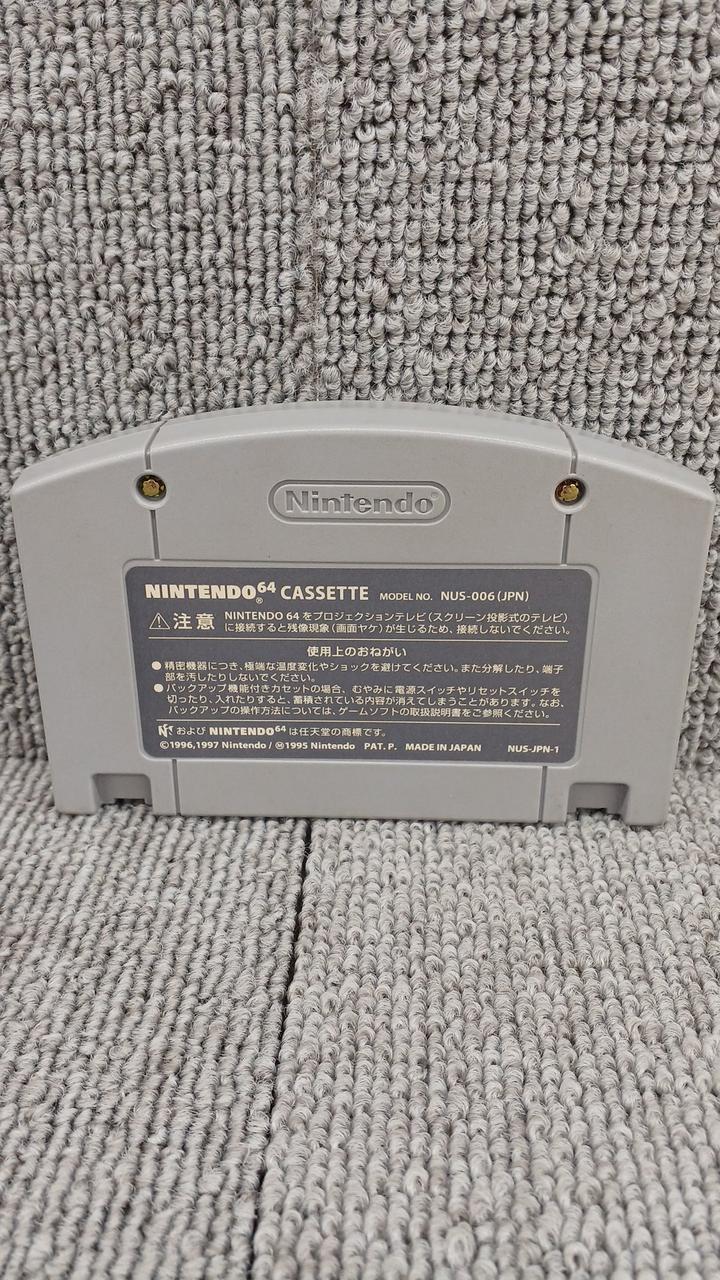 Nintendo®
NINTENDO64® CASSETTE MODEL NO. NUS-006(JPN)
⚠注意 NINTENDO 64をプロジェクションテレビ(スクリーン投影式のテレビ)
に接続すると残像現象(画面ヤケ)が生じるため、接続しないでください。
使用上のおねがい
●精密機器につき、極端な温度変化やショックを避けてください。また分解したり、端子
部を汚したりしないでください。
●バックアップ機能付きカセットの場合、むやみに電源スイッチやリセットスイッチを
切ったり、入れたりすると、蓄積されている内容が消えてしまうことがあります。なお、
バックアップの操作方法については、ゲームソフトの取扱説明書をご参照ください。
および NINTENDO64は任天堂の商標です。
©1996,1997 Nintendo/Ⓜ1995 Nintendo PAT. P. MADE IN JAPAN NUS-JPN-1